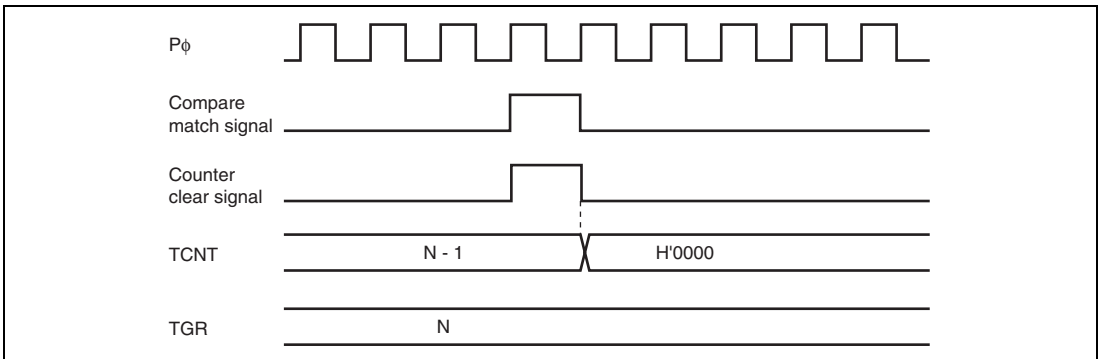 Pϕ
Compare
match signal
Counter
clear signal
TCNT
N - 1
H'0000
TGR
N